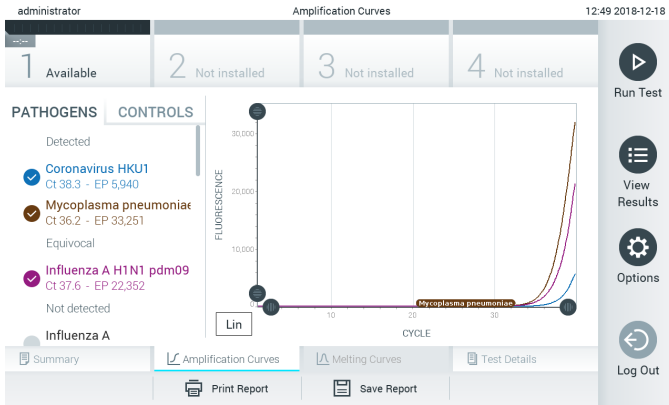 administrator
Amplification Curves
12:49 2018-12-18
--:--
1 Available
2 Not installed
3 Not installed
4 Not installed
Run Test
View
Results
Options
Log Out
PATHOGENS
CONTROLS
Detected
Coronavirus HKU1
Ct 38.3 - EP 5,940
Mycoplasma pneumoniae
Ct 36.2 - EP 33,251
Equivocal
Influenza A H1N1 pdm09
Ct 37.6 - EP 22,352
Not detected
Influenza A
FLUORESCENCE
30,000
20,000
10,000
0
Mycoplasma pneumoniae
10
20
30
Lin
CYCLE
Summary
Amplification Curves
Melting Curves
Test Details
Print Report
Save Report